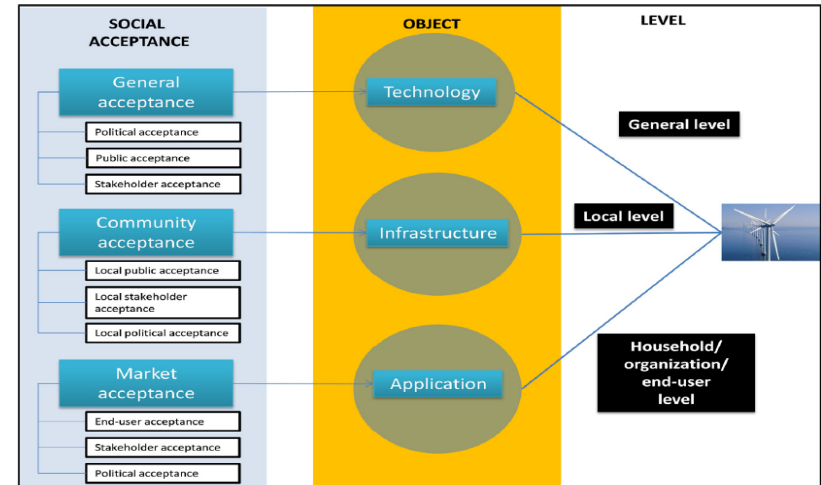 SOCIAL
ACCEPTANCE
OBJECT
LEVEL
General
acceptance
Political acceptance
Public acceptance
Stakeholder acceptance
Technology
General level
Community
acceptance
Local public acceptance
Local stakeholder
acceptance
Local political acceptance
Infrastructure
Local level
Market
acceptance
End-user acceptance
Stakeholder acceptance
Political acceptance
Application
Household/
organization/
end-user
level